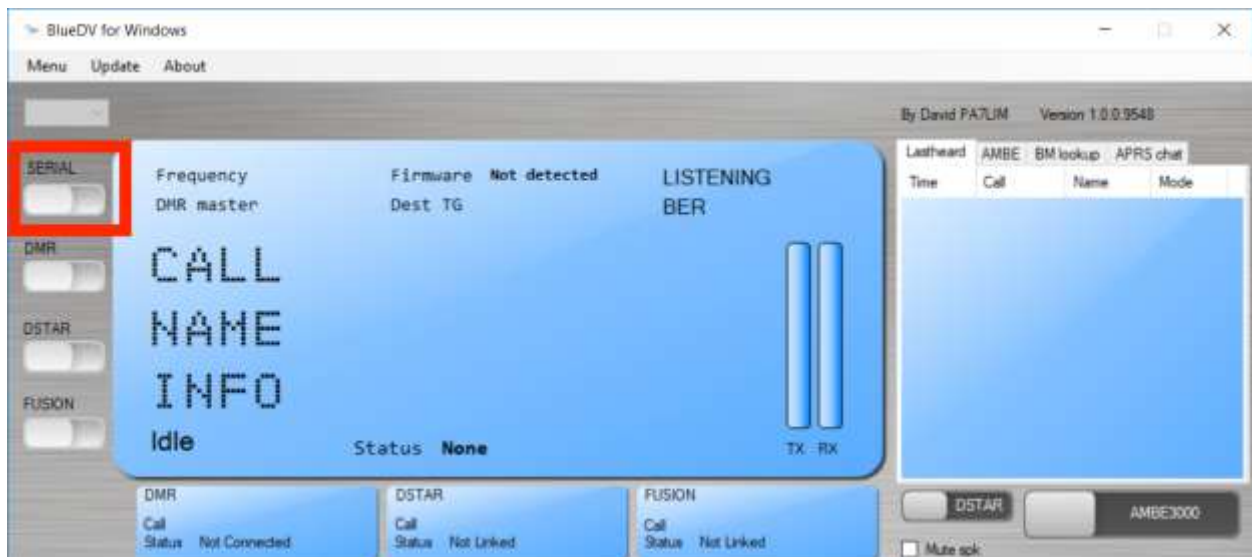 BlueDV for Windows
Menu Update About
By David PA7LIM Version 1.0.0.9548
SERIAL
DMR
DSTAR
FUSION
Frequency Firmware Not detected LISTENING
DMR master Dest TG BER
CALL
NAME
INFO
Idle Status None TX RX
Lastheard AMBE BM lookup APRS chat
Time Call Name Mode
DMR
Call
Status Not Connected
DSTAR
Call
Status Not Linked
FUSION
Call
Status Not Linked
DSTAR AMBE3000
Mute spk